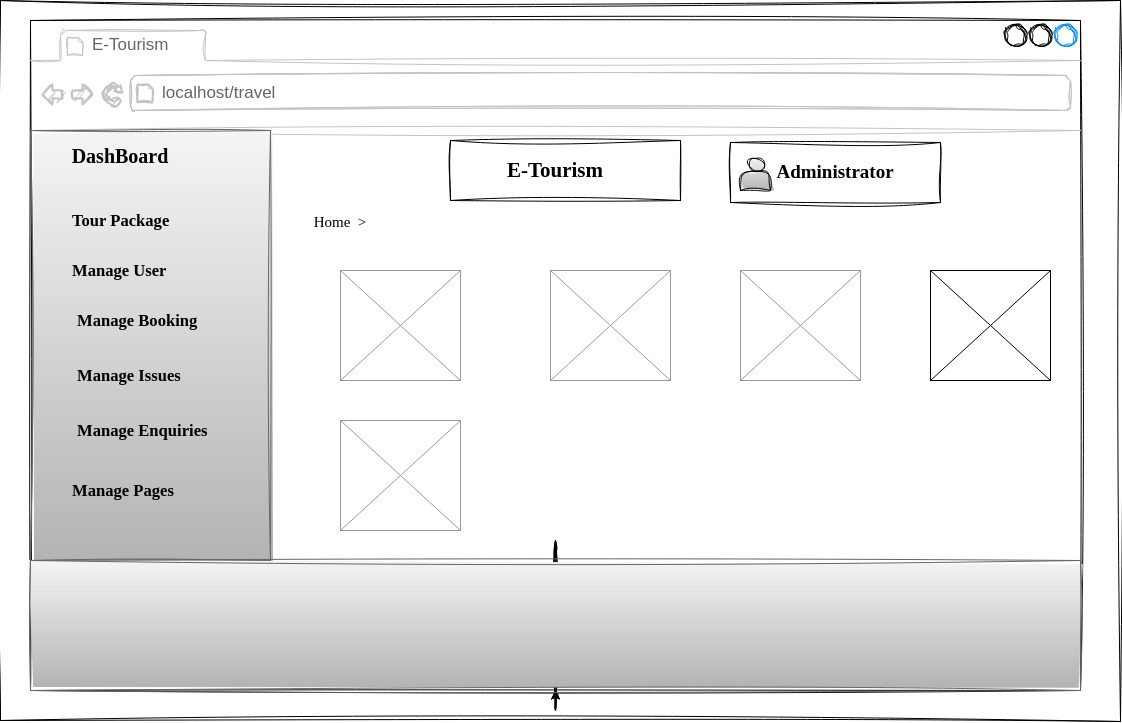 E-Tourism
localhost/travel
DashBoard
Tour Package
Manage User
Manage Booking
Manage Issues
Manage Enquiries
Manage Pages
E-Tourism
Administrator
Home >